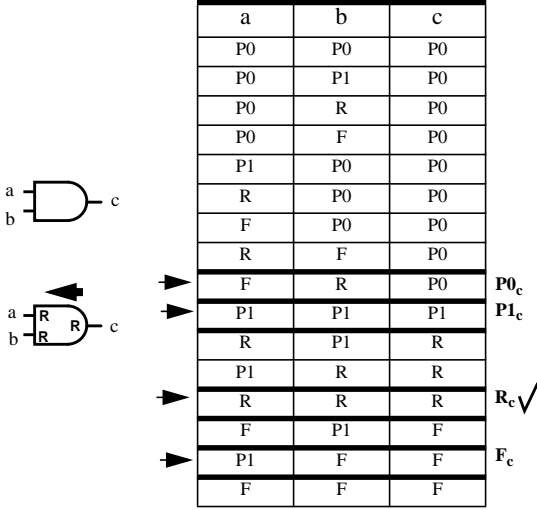 a b c
P0 P0 P0
P0 P1 P0
P0 R P0
P0 F P0
P1 P0 P0
R P0 P0
F P0 P0
R F P0
F R P0 P0c
P1 P1 P1 P1c
R P1 R
P1 R R
R R R Rc √
F P1 F
P1 F F Fc
F F F
a
b
c
a R
R c
b R